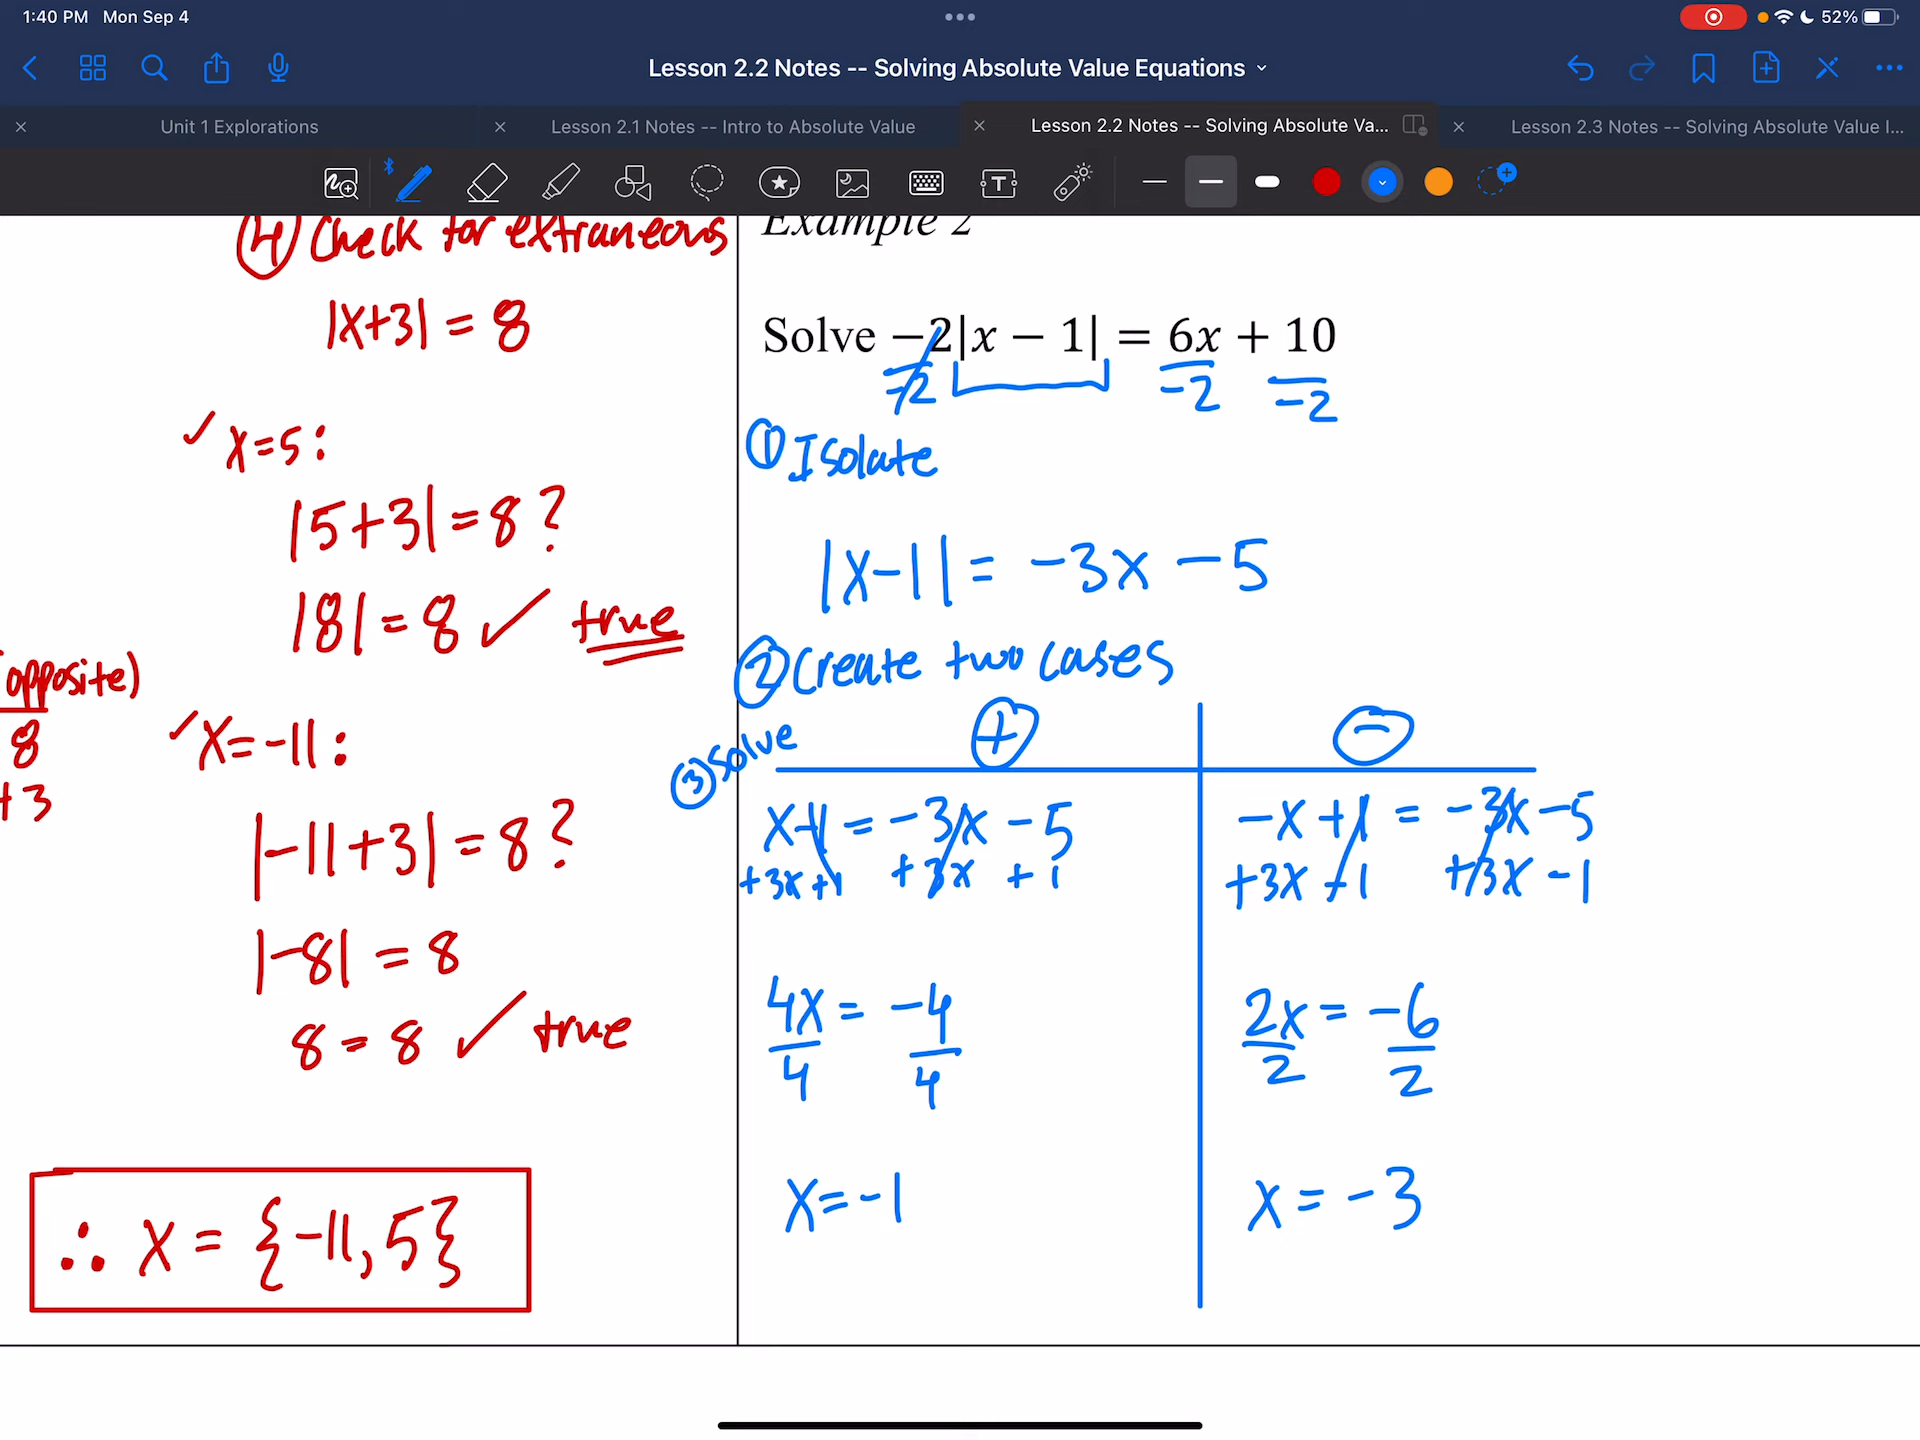 1:40 PM Mon Sep 4
52%
Lesson 2.2 Notes -- Solving Absolute Value Equations
Unit 1 Explorations
Lesson 2.1 Notes -- Intro to Absolute Value
Lesson 2.2 Notes -- Solving Absolute Va...
Lesson 2.3 Notes -- Solving Absolute Value I...
④ Check for extraneous
|x+3| = 8
✓ x=5:
|5+3| = 8?
|8| = 8 ✓ true
opposite)
8
+3
✓ x=-11:
|-11+3| = 8?
|-8| = 8
8 = 8 ✓ true
∴ x = {-11, 5}
Example 2
Solve −2|x − 1| = 6x + 10
-2 -2 -2
① Isolate
|x-1| = -3x - 5
② Create two cases
③ Solve
+ −
x-1 = -3x - 5
+3x +1 +3x +1
4x = -4
4 4
x = -1
-x+1 = -3x-5
+3x -1 +3x -1
2x = -6
2 2
x = -3